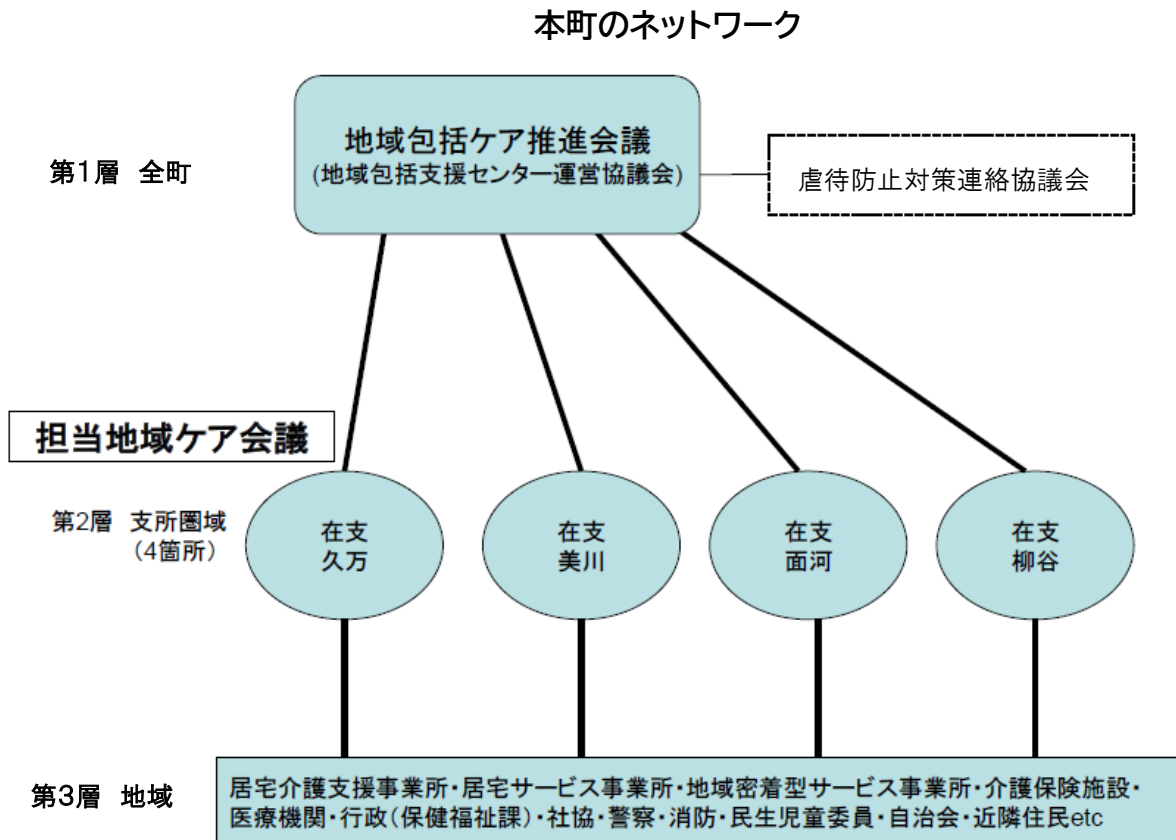 本町のネットワーク
地域包括ケア推進会議
(地域包括支援センター運営協議会)
第1層 全町
虐待防止対策連絡協議会
担当地域ケア会議
第2層 支所圏域
(4箇所)
在支
久万
在支
美川
在支
面河
在支
柳谷
第3層 地域
居宅介護支援事業所・居宅サービス事業所・地域密着型サービス事業所・介護保険施設・
医療機関・行政(保健福祉課)・社協・警察・消防・民生児童委員・自治会・近隣住民etc